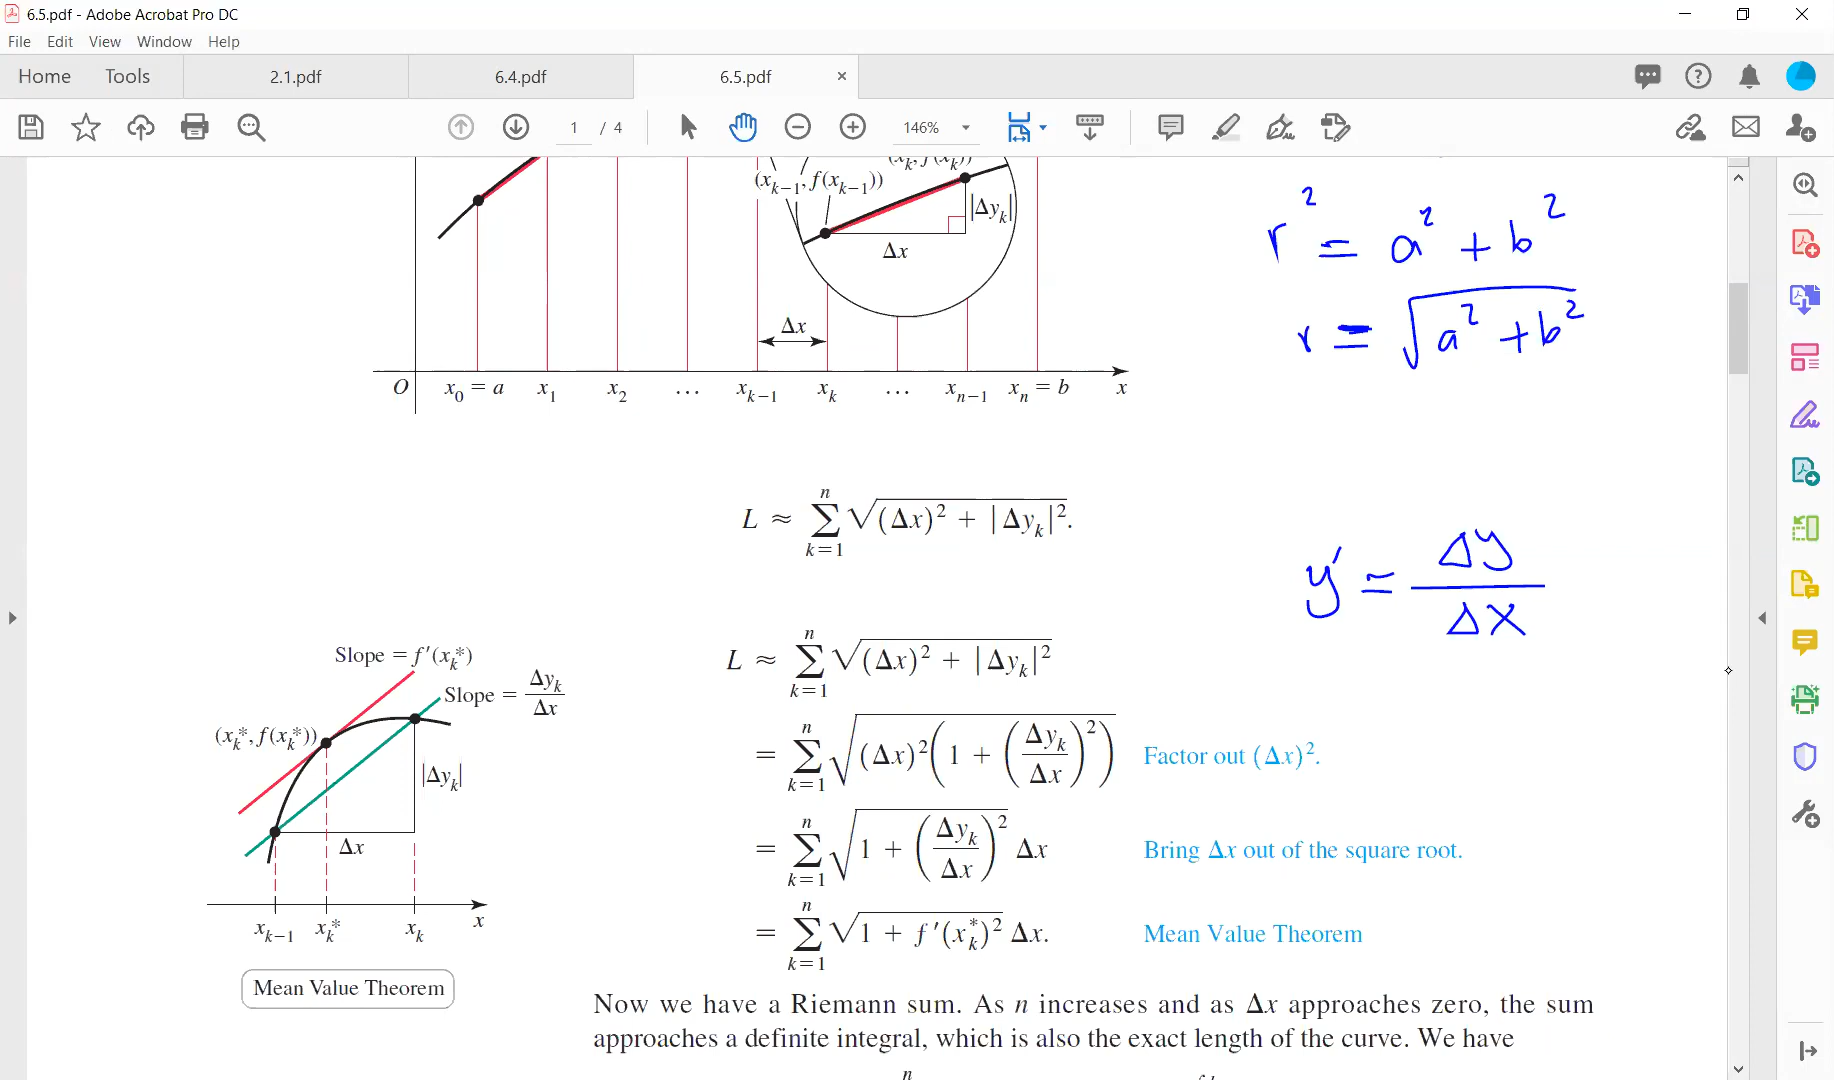 6.5.pdf - Adobe Acrobat Pro DC
File Edit View Window Help
Home Tools 2.1.pdf 6.4.pdf 6.5.pdf ×
1 / 4 146%
(x_{k-1}, f(x_{k-1})) (x_k, f(x_k))
|Δy_k|
Δx
Δx
O x_0 = a x_1 x_2 ... x_{k-1} x_k ... x_{n-1} x_n = b x
r² = a² + b²
r = √(a² + b²)
L ≈ ∑_{k=1}^{n} √((Δx)² + |Δy_k|²).
y′ ≃ Δy/Δx
L ≈ ∑_{k=1}^{n} √((Δx)² + |Δy_k|²)
= ∑_{k=1}^{n} √((Δx)²(1 + (Δy_k/Δx)²)) Factor out (Δx)².
= ∑_{k=1}^{n} √(1 + (Δy_k/Δx)²) Δx Bring Δx out of the square root.
= ∑_{k=1}^{n} √(1 + f′(x_k*)²) Δx. Mean Value Theorem
Slope = f′(x_k*)
Slope = Δy_k/Δx
(x_k*, f(x_k*))
|Δy_k|
Δx
x_{k-1} x_k* x_k x
Mean Value Theorem
Now we have a Riemann sum. As n increases and as Δx approaches zero, the sum
approaches a definite integral, which is also the exact length of the curve. We have
n